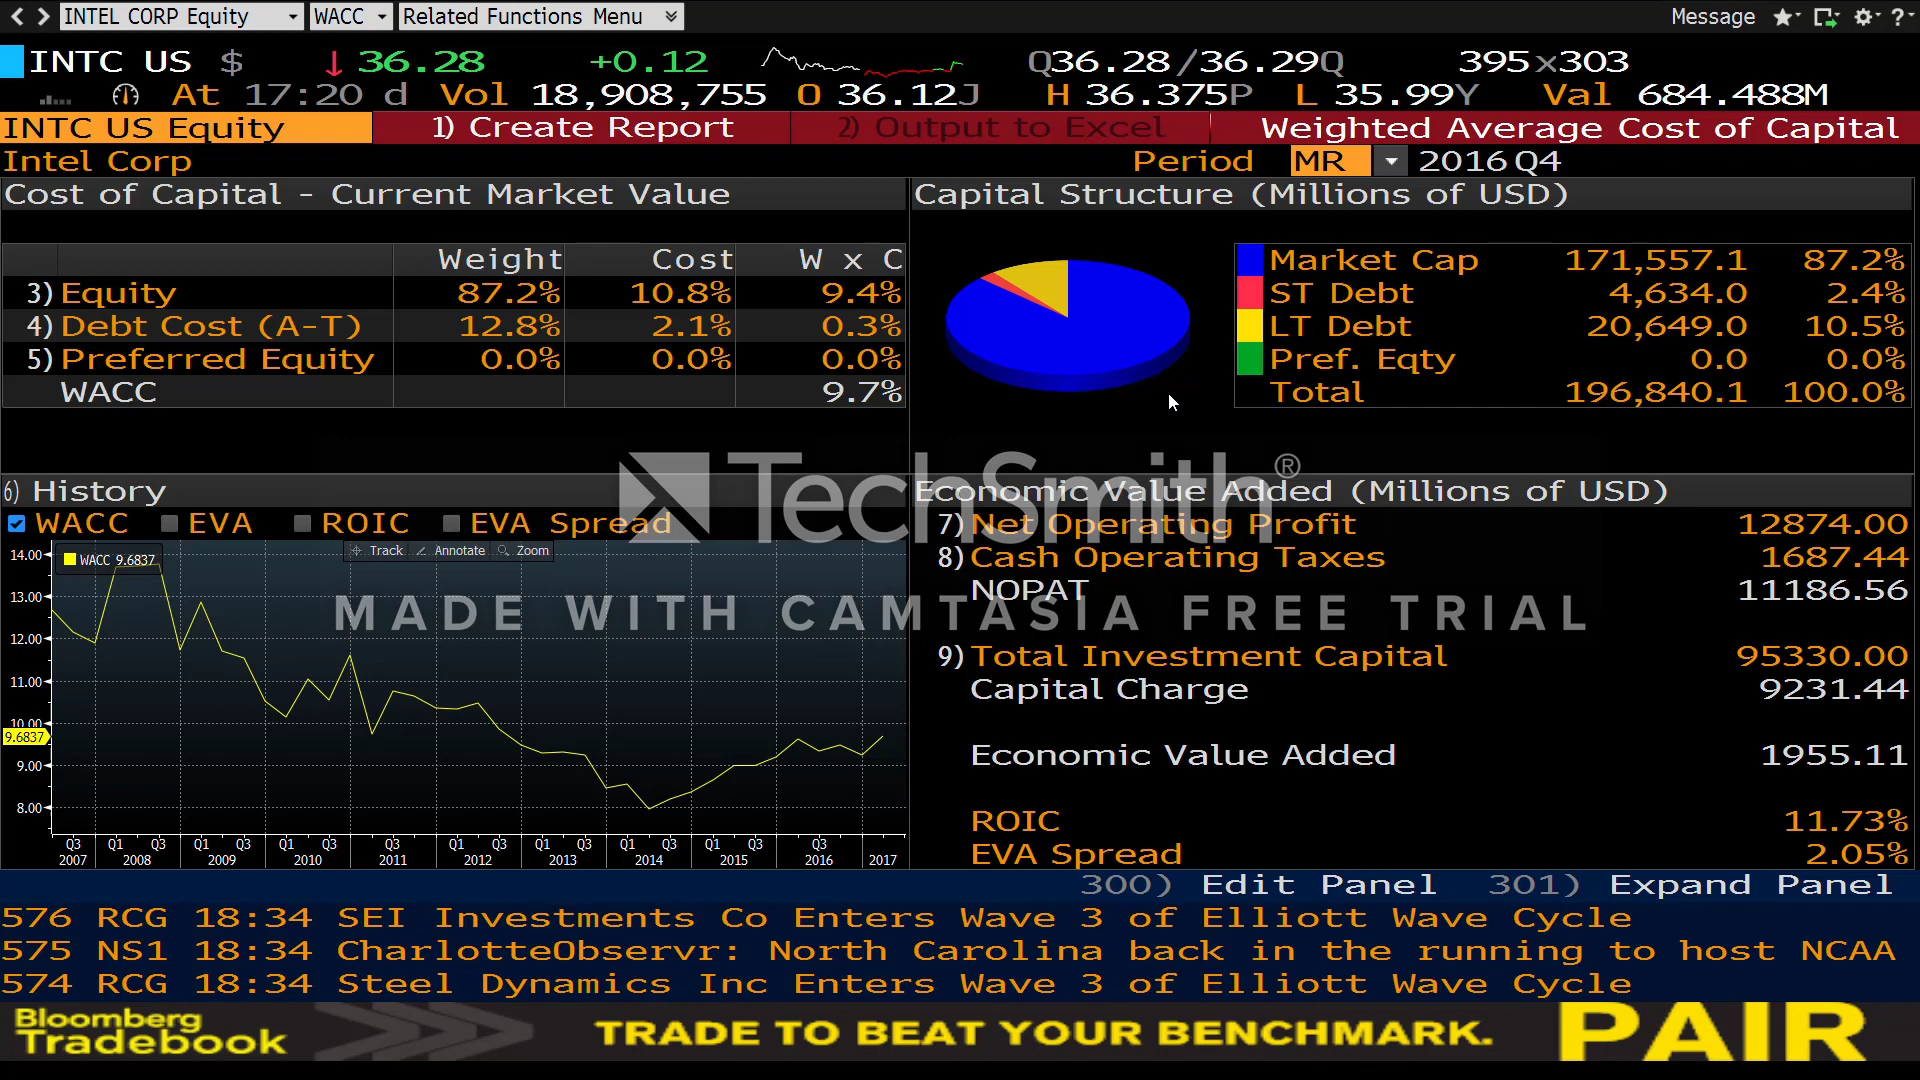 INTEL CORP Equity WACC Related Functions Menu Message ?
INTC US $ ↓ 36.28 +0.12 Q36.28/36.29Q 395x303
At 17:20 d Vol 18,908,755 O 36.12J H 36.375P L 35.99Y Val 684.488M
INTC US Equity 1) Create Report 2) Output to Excel Weighted Average Cost of Capital
Intel Corp Period MR 2016 Q4
Cost of Capital - Current Market Value
Weight Cost W x C
3) Equity 87.2% 10.8% 9.4%
4) Debt Cost (A-T) 12.8% 2.1% 0.3%
5) Preferred Equity 0.0% 0.0% 0.0%
WACC 9.7%
Capital Structure (Millions of USD)
Market Cap 171,557.1 87.2%
ST Debt 4,634.0 2.4%
LT Debt 20,649.0 10.5%
Pref. Eqty 0.0 0.0%
Total 196,840.1 100.0%
TechSmith®
MADE WITH CAMTASIA FREE TRIAL
6) History
WACC EVA ROIC EVA Spread
Track Annotate Zoom
WACC 9.6837
14.00
13.00
12.00
11.00
10.00
9.6837
9.00
8.00
Q3 Q1 Q3 Q1 Q3 Q1 Q3 Q3 Q1 Q3 Q1 Q3 Q1 Q3 Q1 Q3 Q3
2007 2008 2009 2010 2011 2012 2013 2014 2015 2016 2017
Economic Value Added (Millions of USD)
7) Net Operating Profit 12874.00
8) Cash Operating Taxes 1687.44
NOPAT 11186.56
9) Total Investment Capital 95330.00
Capital Charge 9231.44
Economic Value Added 1955.11
ROIC 11.73%
EVA Spread 2.05%
300) Edit Panel 301) Expand Panel
576 RCG 18:34 SEI Investments Co Enters Wave 3 of Elliott Wave Cycle
575 NS1 18:34 CharlotteObservr: North Carolina back in the running to host NCAA
574 RCG 18:34 Steel Dynamics Inc Enters Wave 3 of Elliott Wave Cycle
Bloomberg
Tradebook
TRADE TO BEAT YOUR BENCHMARK.
PAIR